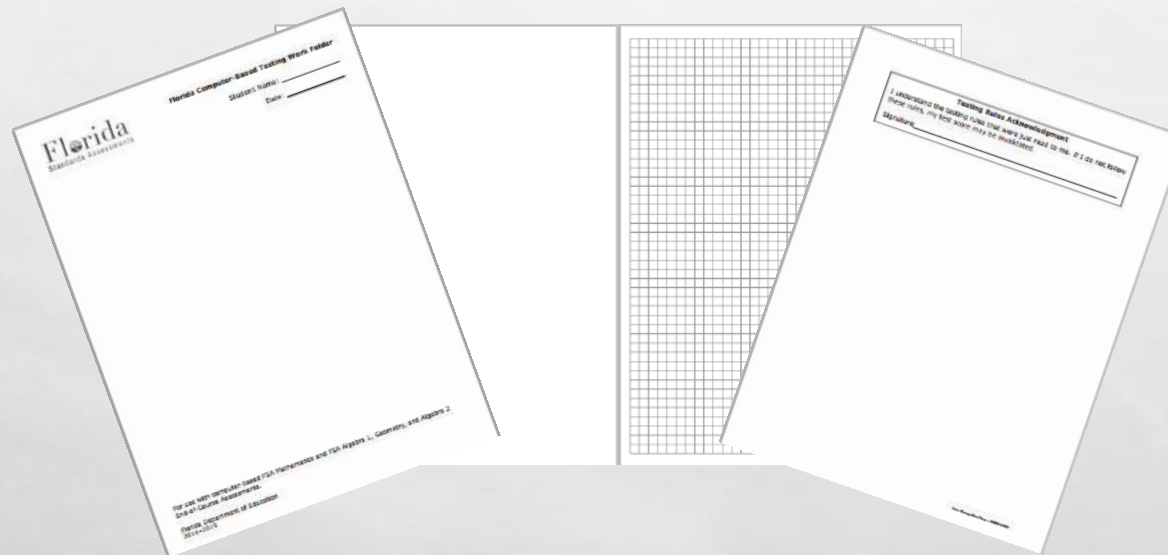 Florida Computer-Based Testing Work Folder
Student Name:
Date:
Florida
Standards Assessments
For use with computer-based FSA Mathematics and FSA Algebra 1, Geometry, and Algebra 2
End-of-Course Assessments.
Florida Department of Education
2014–2015
Testing Rules Acknowledgment
I understand the testing rules that were just read to me. If I do not follow
these rules, my test score may be invalidated.
Signature